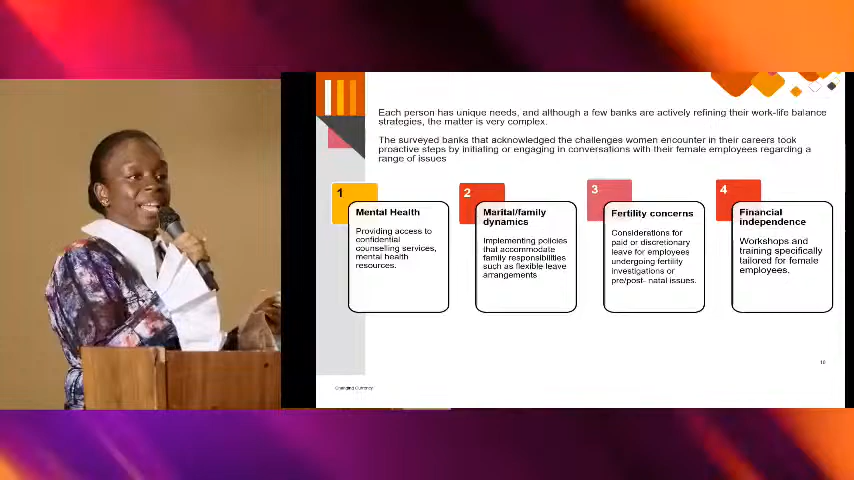 Each person has unique needs, and although a few banks are actively refining their work-life balance
strategies, the matter is very complex.
The surveyed banks that acknowledged the challenges women encounter in their careers took
proactive steps by initiating or engaging in conversations with their female employees regarding a
range of issues
1
Mental Health
Providing access to
confidential
counselling services,
mental health
resources.
2
Marital/family
dynamics
Implementing policies
that accommodate
family responsibilities
such as flexible leave
arrangements
3
Fertility concerns
Considerations for
paid or discretionary
leave for employees
undergoing fertility
investigations or
pre/post- natal issues.
4
Financial
independence
Workshops and
training specifically
tailored for female
employees.
Changing Currency